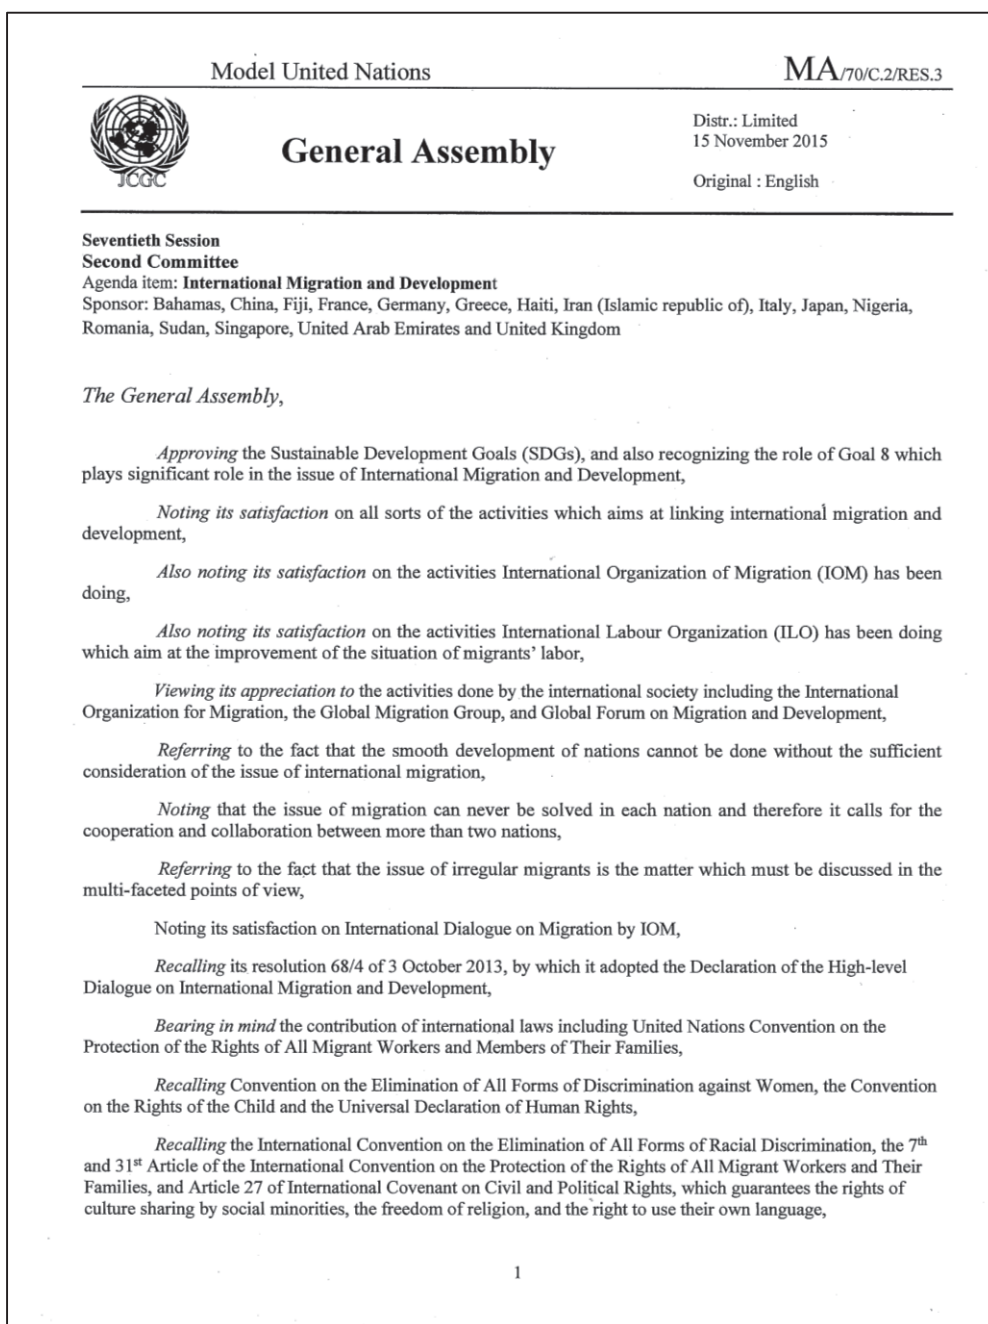 Model United Nations
MA/70/C.2/RES.3
JCGC
General Assembly
Distr.: Limited
15 November 2015
Original : English
Seventieth Session
Second Committee
Agenda item: International Migration and Development
Sponsor: Bahamas, China, Fiji, France, Germany, Greece, Haiti, Iran (Islamic republic of), Italy, Japan, Nigeria,
Romania, Sudan, Singapore, United Arab Emirates and United Kingdom
The General Assembly,
Approving the Sustainable Development Goals (SDGs), and also recognizing the role of Goal 8 which
plays significant role in the issue of International Migration and Development,
Noting its satisfaction on all sorts of the activities which aims at linking international migration and
development,
Also noting its satisfaction on the activities International Organization of Migration (IOM) has been
doing,
Also noting its satisfaction on the activities International Labour Organization (ILO) has been doing
which aim at the improvement of the situation of migrants' labor,
Viewing its appreciation to the activities done by the international society including the International
Organization for Migration, the Global Migration Group, and Global Forum on Migration and Development,
Referring to the fact that the smooth development of nations cannot be done without the sufficient
consideration of the issue of international migration,
Noting that the issue of migration can never be solved in each nation and therefore it calls for the
cooperation and collaboration between more than two nations,
Referring to the fact that the issue of irregular migrants is the matter which must be discussed in the
multi-faceted points of view,
Noting its satisfaction on International Dialogue on Migration by IOM,
Recalling its resolution 68/4 of 3 October 2013, by which it adopted the Declaration of the High-level
Dialogue on International Migration and Development,
Bearing in mind the contribution of international laws including United Nations Convention on the
Protection of the Rights of All Migrant Workers and Members of Their Families,
Recalling Convention on the Elimination of All Forms of Discrimination against Women, the Convention
on the Rights of the Child and the Universal Declaration of Human Rights,
Recalling the International Convention on the Elimination of All Forms of Racial Discrimination, the 7th
and 31st Article of the International Convention on the Protection of the Rights of All Migrant Workers and Their
Families, and Article 27 of International Covenant on Civil and Political Rights, which guarantees the rights of
culture sharing by social minorities, the freedom of religion, and the right to use their own language,
1